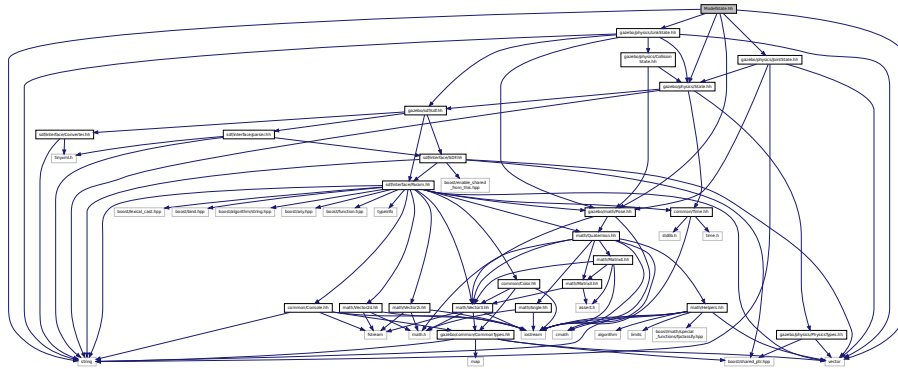 ModelState.hh
gazebo/physics/LinkState.hh
gazebo/physics/Collision
State.hh
gazebo/physics/JointState.hh
gazebo/physics/State.hh
gazebo/sdf/sdf.hh
sdf/interface/Converter.hh
sdf/interface/parser.hh
tinyxml.h
sdf/interface/SDF.hh
boost/enable_shared
_from_this.hpp
sdf/interface/Param.hh
boost/lexical_cast.hpp
boost/bind.hpp
boost/algorithm/string.hpp
boost/any.hpp
boost/function.hpp
typeinfo
gazebo/math/Pose.hh
common/Time.hh
math/Quaternion.hh
stdlib.h
time.h
math/Matrix4.hh
common/Color.hh
math/Matrix3.hh
common/Console.hh
math/Vector2i.hh
math/Vector2d.hh
math/Vector3.hh
math/Angle.hh
assert.h
math/Helpers.hh
fstream
math.h
gazebo/common/CommonTypes.hh
iostream
cmath
algorithm
limits
boost/math/special
_functions/fpclassify.hpp
gazebo/physics/PhysicsTypes.hh
string
map
boost/shared_ptr.hpp
vector